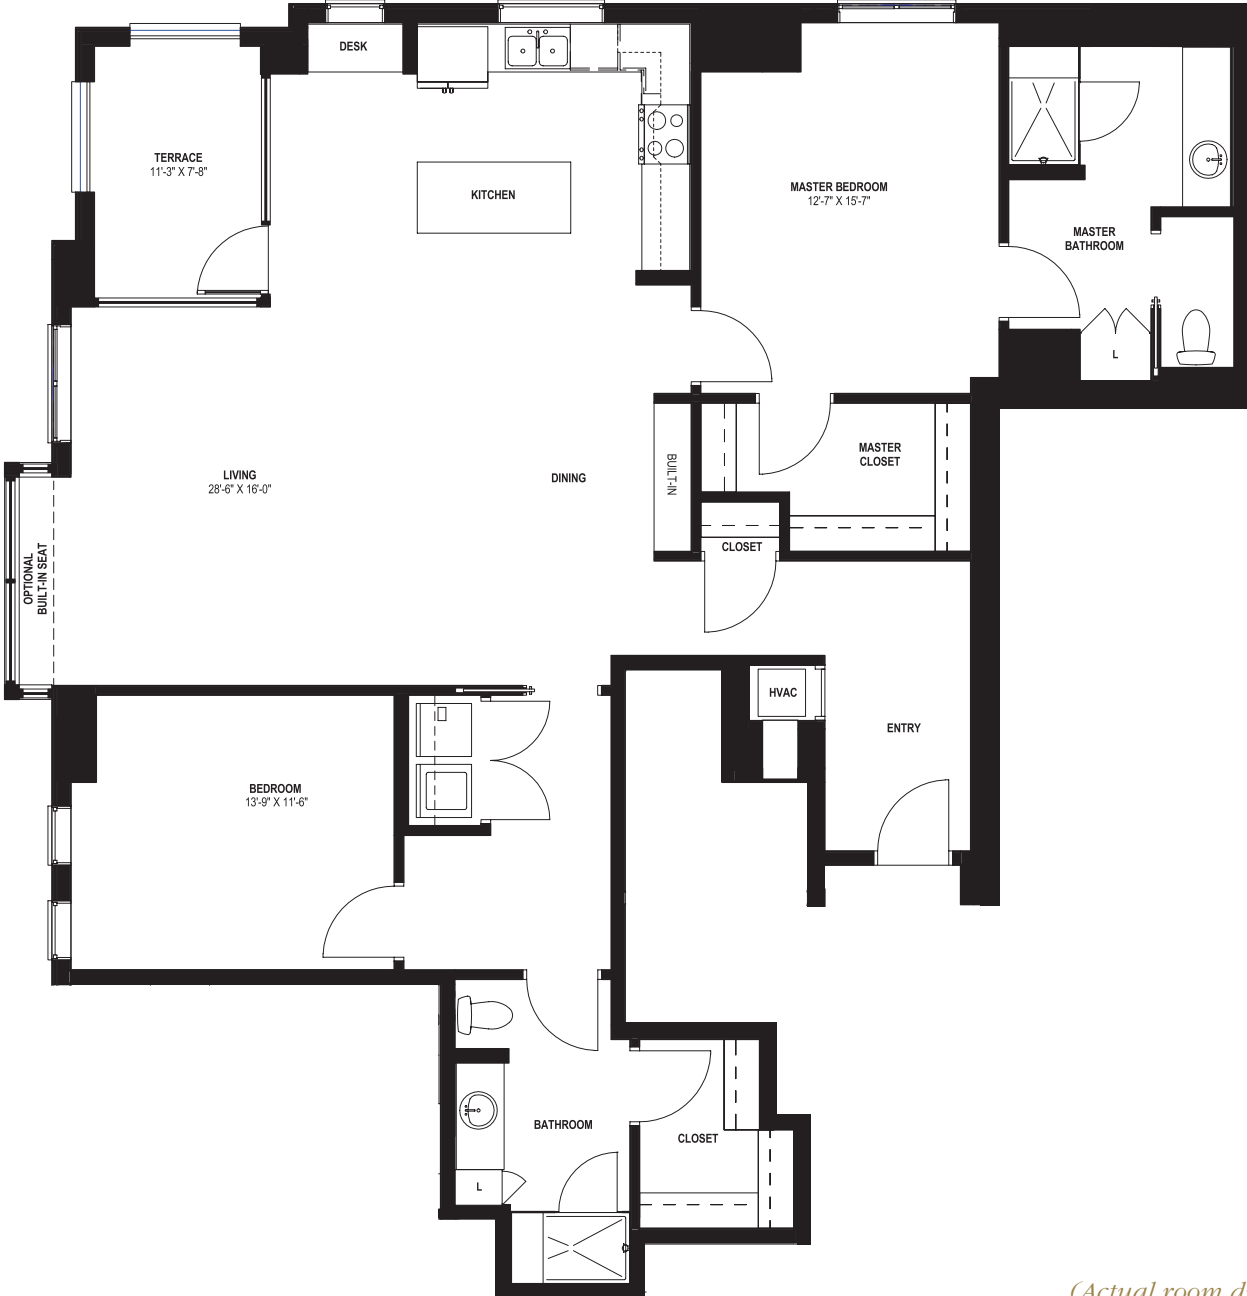 DESK
TERRACE
11'-3" X 7'-8"
KITCHEN
MASTER BEDROOM
12'-7" X 15'-7"
MASTER
BATHROOM
L
LIVING
28'-6" X 16'-0"
DINING
BUILT-IN
MASTER
CLOSET
CLOSET
OPTIONAL
BUILT-IN SEAT
HVAC
ENTRY
BEDROOM
13'-9" X 11'-6"
BATHROOM
CLOSET
L
(Actual room d